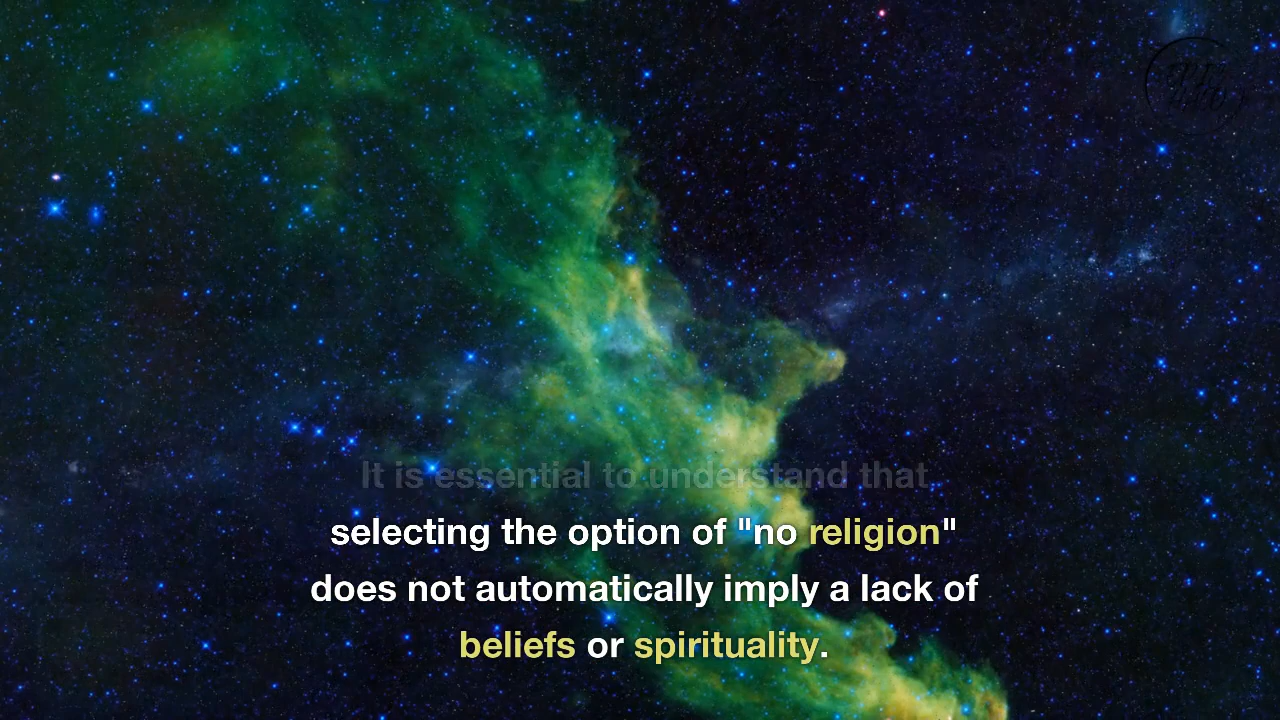 It is essential to understand that
selecting the option of "no religion"
does not automatically imply a lack of
beliefs or spirituality.